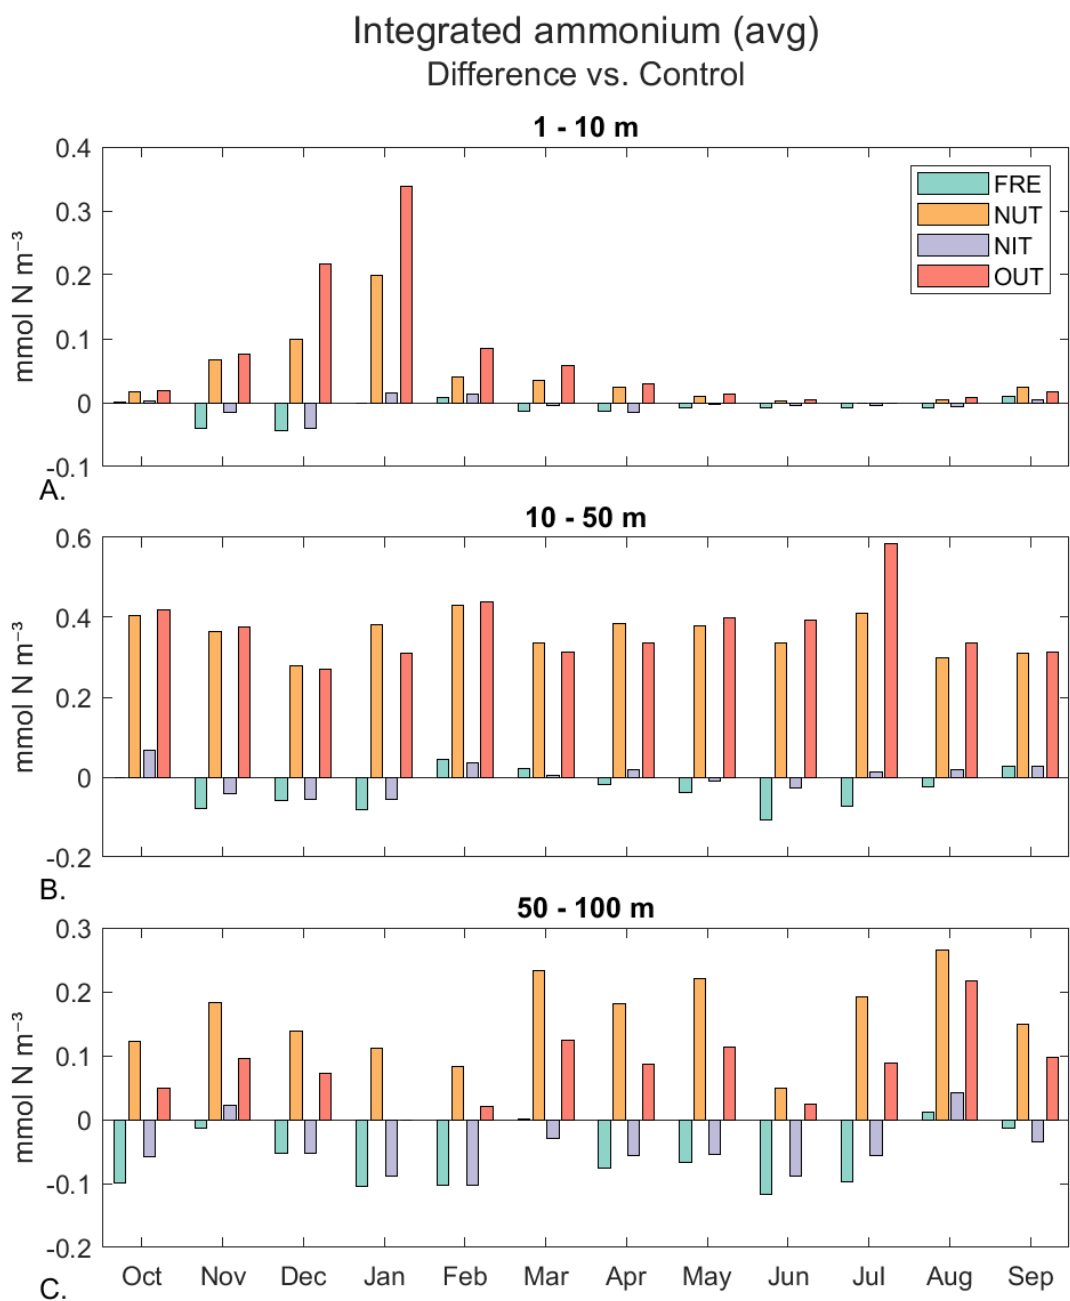 Integrated ammonium (avg)
Difference vs. Control
1 - 10 m
0.4
0.3
0.2
0.1
0
-0.1
mmol N m⁻³
FRE
NUT
NIT
OUT
A.
10 - 50 m
0.6
0.4
0.2
0
-0.2
mmol N m⁻³
B.
50 - 100 m
0.3
0.2
0.1
0
-0.1
-0.2
mmol N m⁻³
Oct Nov Dec Jan Feb Mar Apr May Jun Jul Aug Sep
C.